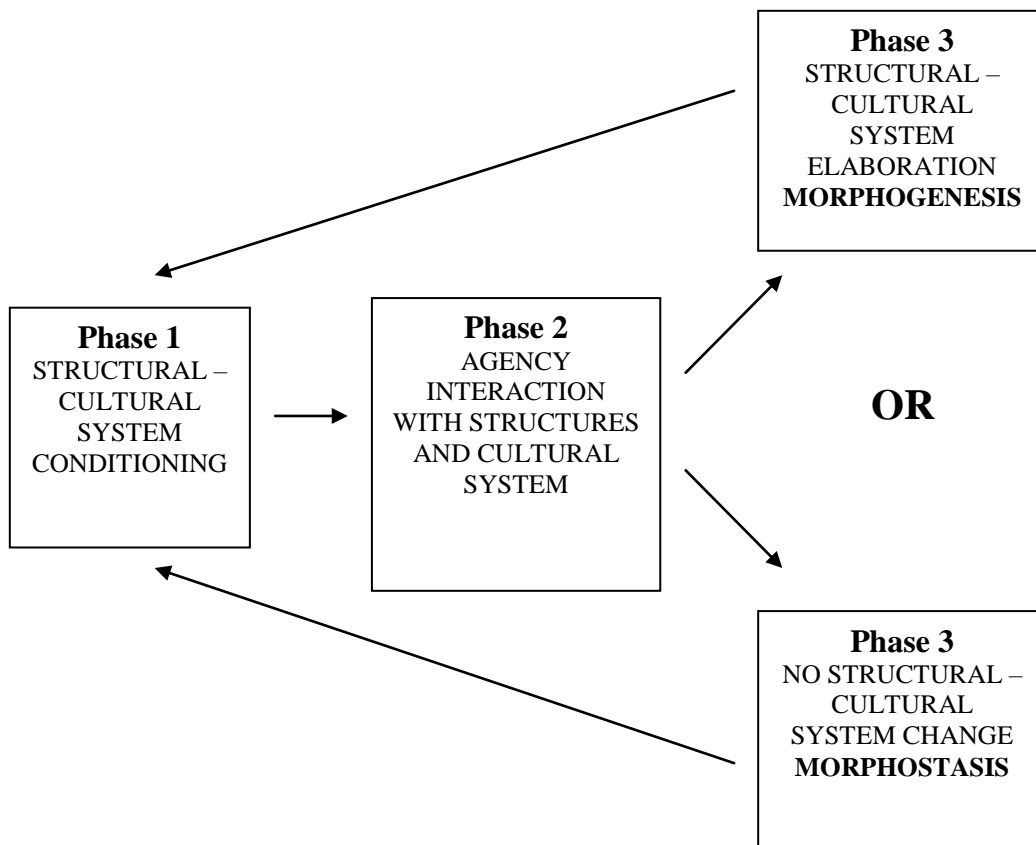 Phase 1
STRUCTURAL –
CULTURAL
SYSTEM
CONDITIONING
Phase 2
AGENCY
INTERACTION
WITH STRUCTURES
AND CULTURAL
SYSTEM
Phase 3
STRUCTURAL –
CULTURAL
SYSTEM
ELABORATION
MORPHOGENESIS
OR
Phase 3
NO STRUCTURAL –
CULTURAL
SYSTEM CHANGE
MORPHOSTASIS